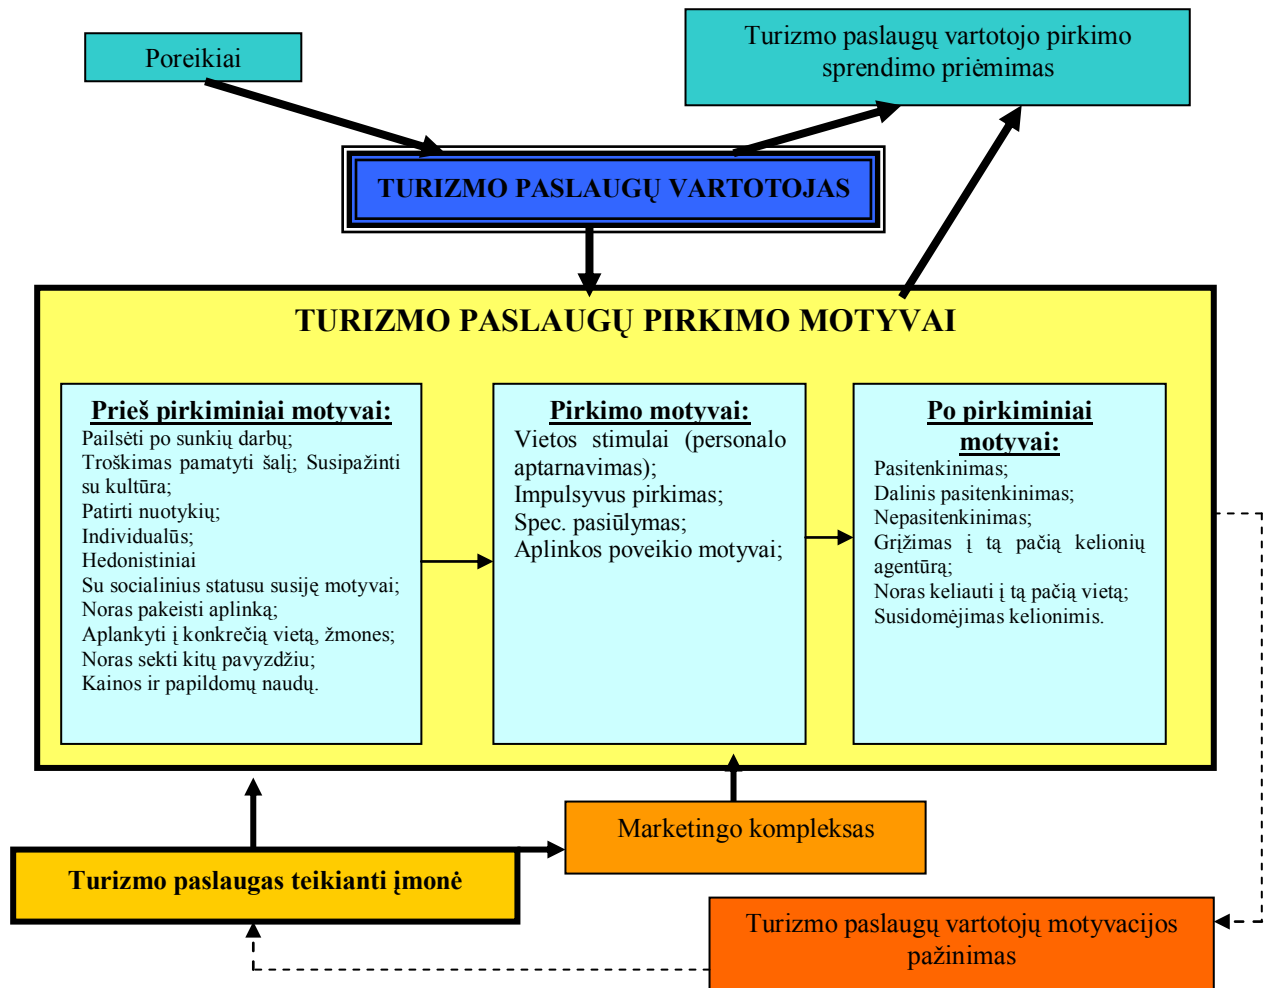 Poreikiai
Turizmo paslaugų vartotojo pirkimo
sprendimo priėmimas
TURIZMO PASLAUGŲ VARTOTOJAS
TURIZMO PASLAUGŲ PIRKIMO MOTYVAI
Prieš pirkiminiai motyvai:
Pailsėti po sunkių darbų;
Troškimas pamatyti šalį; Susipažinti
su kultūra;
Patirti nuotykių;
Individualūs;
Hedonistiniai
Su socialinius statusu susiję motyvai;
Noras pakeisti aplinką;
Aplankyti į konkrečią vietą, žmones;
Noras sekti kitų pavyzdžiu;
Kainos ir papildomų naudų.
Pirkimo motyvai:
Vietos stimulai (personalo
aptarnavimas);
Impulsyvus pirkimas;
Spec. pasiūlymas;
Aplinkos poveikio motyvai;
Po pirkiminiai
motyvai:
Pasitenkinimas;
Dalinis pasitenkinimas;
Nepasitenkinimas;
Grįžimas į tą pačią kelionių
agentūrą;
Noras keliauti į tą pačią vietą;
Susidomėjimas kelionimis.
Marketingo kompleksas
Turizmo paslaugas teikianti įmonė
Turizmo paslaugų vartotojų motyvacijos
pažinimas